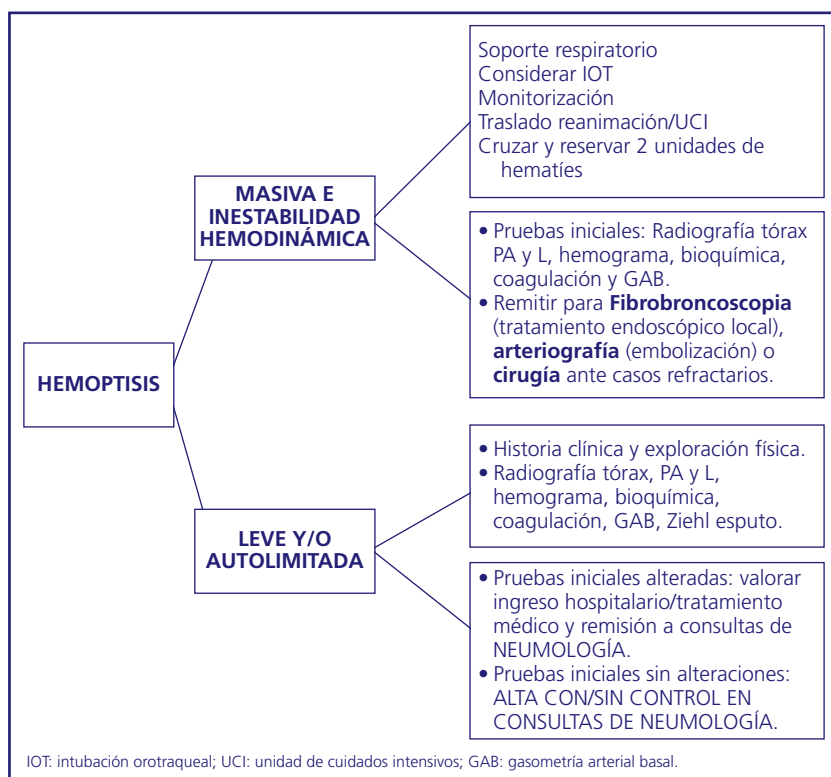 Soporte respiratorio
Considerar IOT
Monitorización
Traslado reanimación/UCI
Cruzar y reservar 2 unidades de
hematíes
MASIVA E
INESTABILIDAD
HEMODINÁMICA
• Pruebas iniciales: Radiografía tórax
PA y L, hemograma, bioquímica,
coagulación y GAB.
• Remitir para Fibrobroncoscopia
(tratamiento endoscópico local),
arteriografía (embolización) o
cirugía ante casos refractarios.
HEMOPTISIS
• Historia clínica y exploración física.
• Radiografía tórax, PA y L,
hemograma, bioquímica,
coagulación, GAB, Ziehl esputo.
LEVE Y/O
AUTOLIMITADA
• Pruebas iniciales alteradas: valorar
ingreso hospitalario/tratamiento
médico y remisión a consultas de
NEUMOLOGÍA.
• Pruebas iniciales sin alteraciones:
ALTA CON/SIN CONTROL EN
CONSULTAS DE NEUMOLOGÍA.
IOT: intubación orotraqueal; UCI: unidad de cuidados intensivos; GAB: gasometría arterial basal.